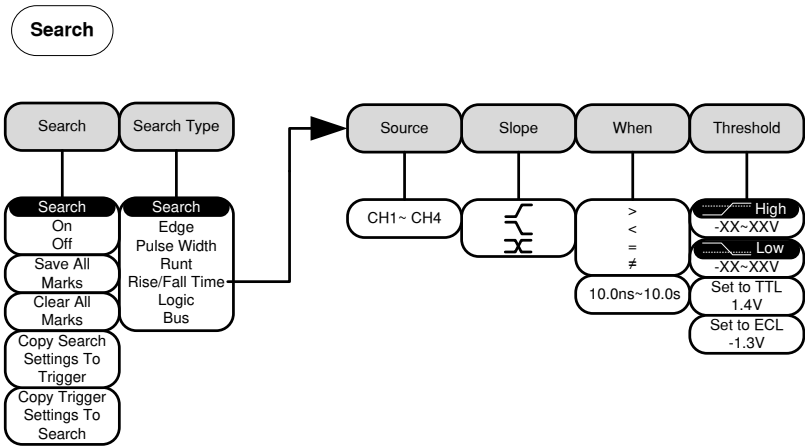 Search
Search
Search Type
Source
Slope
When
Threshold
Search
On
Off
Save All
Marks
Clear All
Marks
Copy Search
Settings To
Trigger
Copy Trigger
Settings To
Search
Search
Edge
Pulse Width
Runt
Rise/Fall Time
Logic
Bus
CH1~ CH4
>
<
=
≠
10.0ns~10.0s
High
-XX~XXV
Low
-XX~XXV
Set to TTL
1.4V
Set to ECL
-1.3V